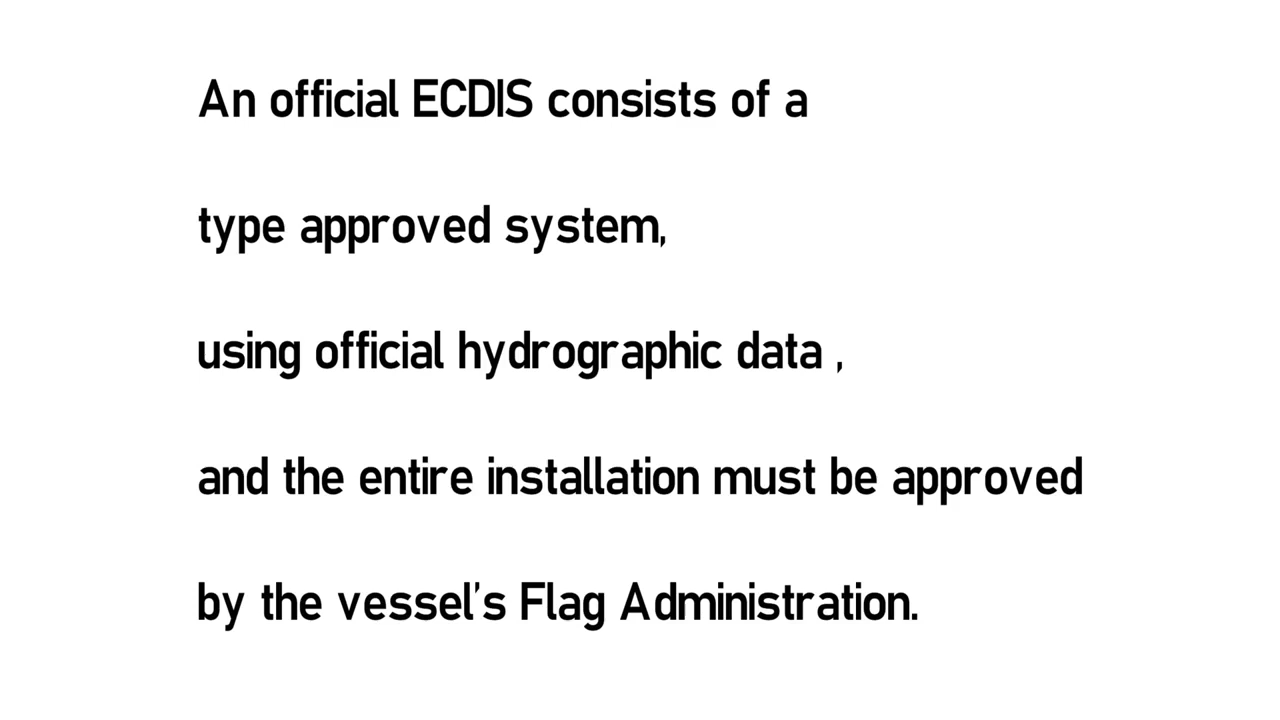 An official ECDIS consists of a
type approved system,
using official hydrographic data ,
and the entire installation must be approved
by the vessel's Flag Administration.